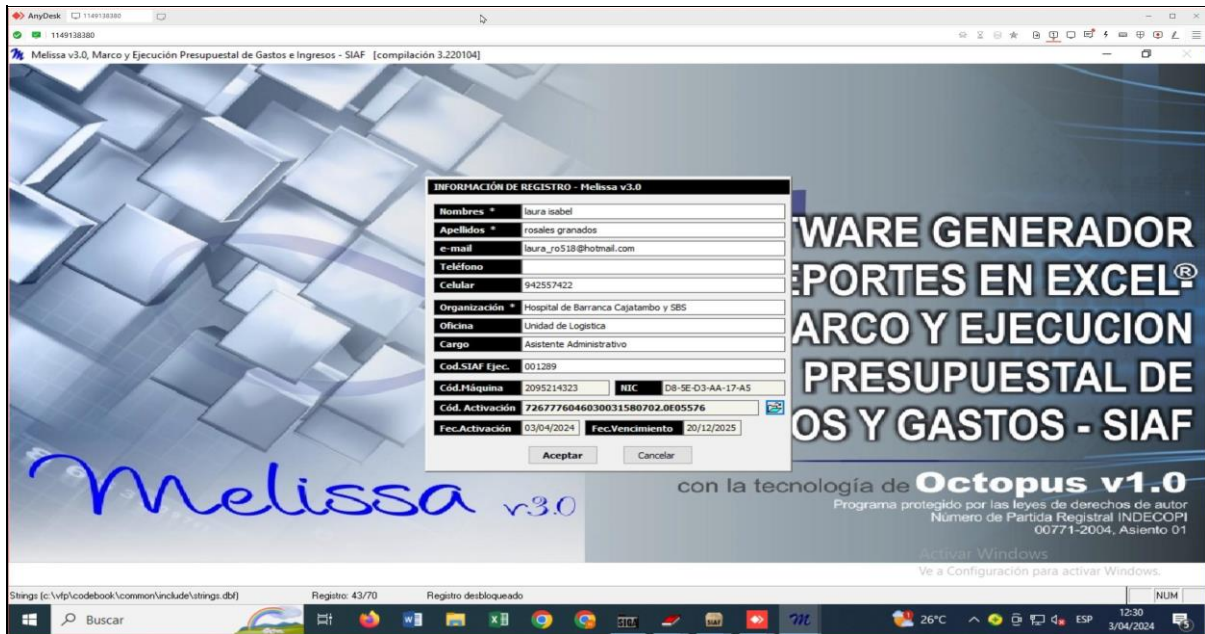 AnyDesk 1149138380
1149138380
Melissa v3.0, Marco y Ejecución Presupuestal de Gastos e Ingresos - SIAF [compilación 3.220104]
INFORMACIÓN DE REGISTRO - Melissa v3.0
Nombres * laura isabel
Apellidos * rosales granados
e-mail laura_ro518@hotmail.com
Teléfono
Celular 942557422
Organización * Hospital de Barranca Cajatambo y SBS
Oficina Unidad de Logistica
Cargo Asistente Administrativo
Cod.SIAF Ejec. 001289
Cód.Máquina 2095214323 NIC D8-5E-D3-AA-17-A5
Cód. Activación 7267776046030031580702.0E05576
Fec.Activación 03/04/2024 Fec.Vencimiento 20/12/2025
Aceptar Cancelar
WARE GENERADOR
EPORTES EN EXCEL®
ARCO Y EJECUCION
PRESUPUESTAL DE
OS Y GASTOS - SIAF
Melissa v3.0
con la tecnología de Octopus v1.0
Programa protegido por las leyes de derechos de autor
Número de Partida Registral INDECOPI
00771-2004, Asiento 01
Activar Windows
Ve a Configuración para activar Windows.
Strings (c:\vfp\codebook\common\include\strings.dbf) Registro: 43/70 Registro desbloqueado NUM
Buscar 26°C ESP 12:30
3/04/2024